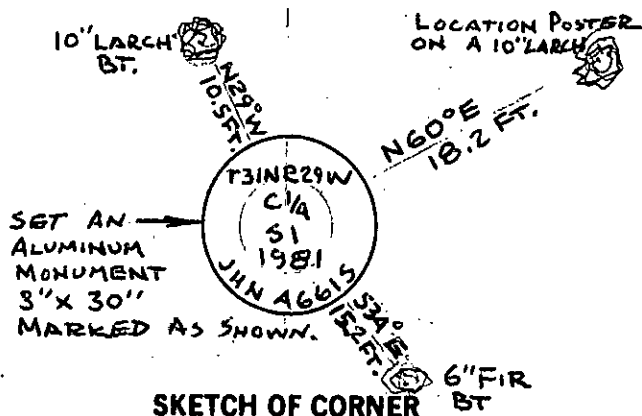 10" LARCH
BT.
LOCATION POSTER
ON A 10" LARCH
N29°W
10.5FT.
N60°E
18.2 FT.
T31NR29W
C1/4
S1
1981
JHN 4661S
SET AN
ALUMINUM
MONUMENT
3" X 30"
MARKED AS SHOWN.
S34°E
15.2FT.
6" FIR
BT
SKETCH OF CORNER